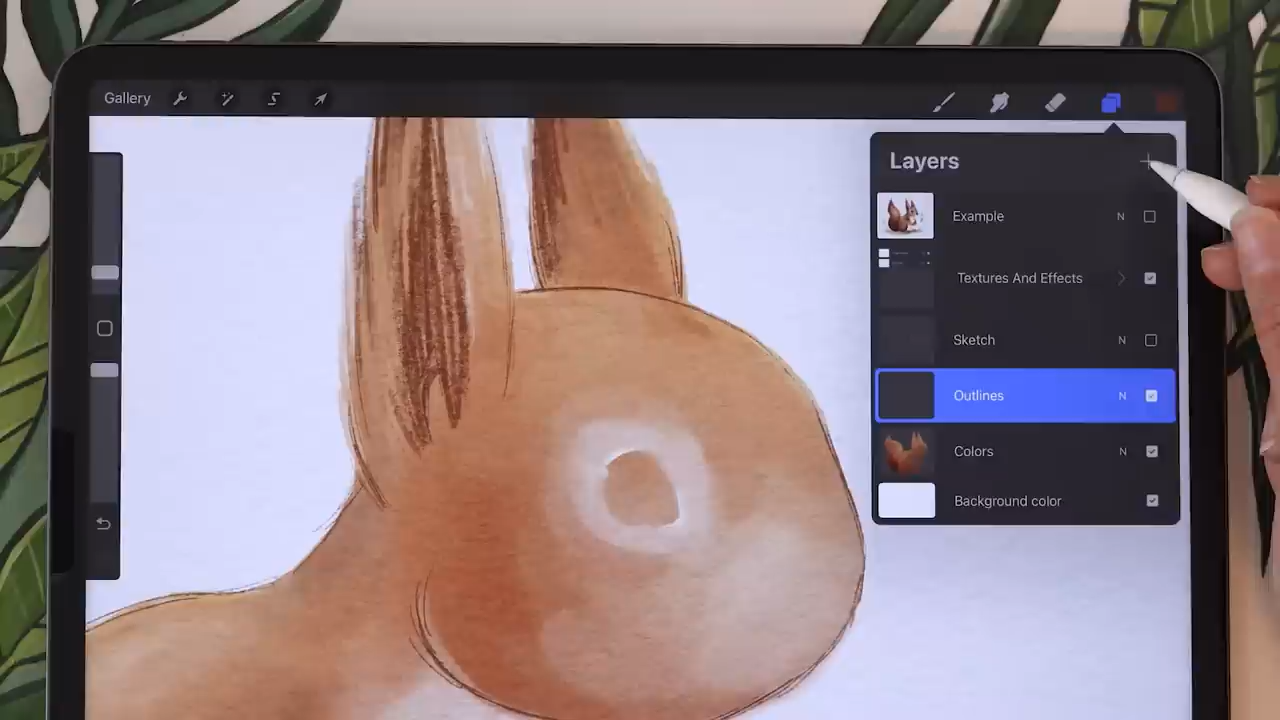 Gallery
Layers
Example N
Textures And Effects
Sketch N
Outlines N
Colors N
Background color